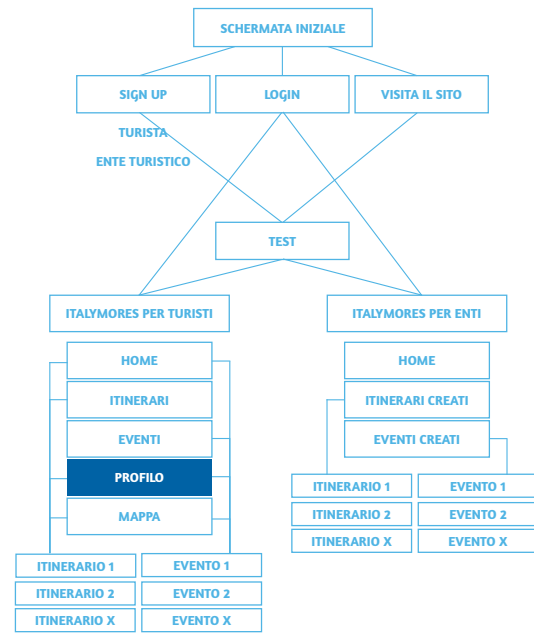 SCHERMATA INIZIALE
SIGN UP
LOGIN
VISITA IL SITO
TURISTA
ENTE TURISTICO
TEST
ITALYMORES PER TURISTI
ITALYMORES PER ENTI
HOME
ITINERARI
EVENTI
PROFILO
MAPPA
ITINERARIO 1
EVENTO 1
ITINERARIO 2
EVENTO 2
ITINERARIO X
EVENTO X
HOME
ITINERARI CREATI
EVENTI CREATI
ITINERARIO 1
EVENTO 1
ITINERARIO 2
EVENTO 2
ITINERARIO X
EVENTO X